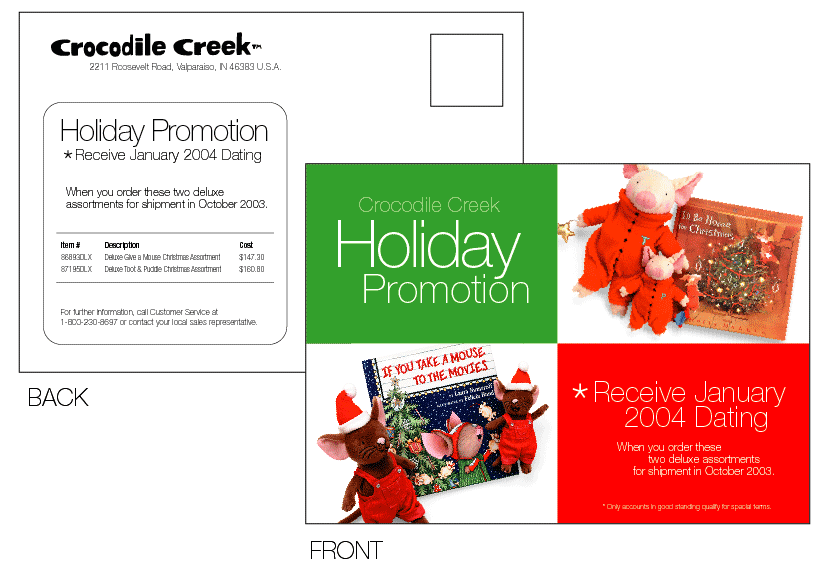 Crocodile Creek™
2211 Roosevelt Road, Valparaiso, IN 46383 U.S.A.
Holiday Promotion
*Receive January 2004 Dating
When you order these two deluxe
assortments for shipment in October 2003.
Item # Description Cost
86893DLX Deluxe Give a Mouse Christmas Assortment $147.30
87195DLX Deluxe Toot & Puddle Christmas Assortment $160.80
For further information, call Customer Service at
1-800-230-8697 or contact your local sales representative.
BACK
Crocodile Creek
Holiday
Promotion
I'll Be Home
for Christmas
IF YOU TAKE A MOUSE
TO THE MOVIES
BY Laura Numeroff
Felicia Bond
*Receive January
2004 Dating
When you order these
two deluxe assortments
for shipment in October 2003.
* Only accounts in good standing qualify for special terms.
FRONT